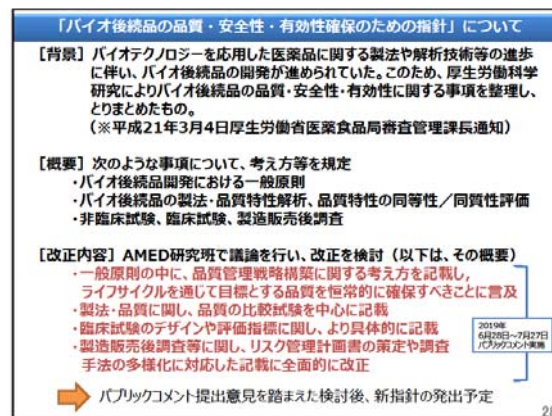 「バイオ後続品の品質・安全性・有効性確保のための指針」について
［背景］バイオテクノロジーを応用した医薬品に関する製法や解析技術等の進歩
に伴い、バイオ後続品の開発が進められていた。このため、厚生労働科学
研究によりバイオ後続品の品質・安全性・有効性に関する事項を整理し、
とりまとめたもの。
（※平成21年3月4日厚生労働省医薬食品局審査管理課長通知）
［概要］次のような事項について、考え方等を規定
・バイオ後続品開発における一般原則
・バイオ後続品の製法・品質特性解析、品質特性の同等性／同質性評価
・非臨床試験、臨床試験、製造販売後調査
［改正内容］AMED研究班で議論を行い、改正を検討（以下は、その概要）
・一般原則の中に、品質管理戦略構築に関する考え方を記載し，
ライフサイクルを通じて目標とする品質を恒常的に確保すべきことに言及
・製法・品質に関し、品質の比較試験を中心に記載
・臨床試験のデザインや評価指標に関し、より具体的に記載
・製造販売後調査等に関し、リスク管理計画書の策定や調査
手法の多様化に対応した記載に全面的に改正
2019年
6月28日～7月27日
パブリックコメント実施
パブリックコメント提出意見を踏まえた検討後、新指針の発出予定